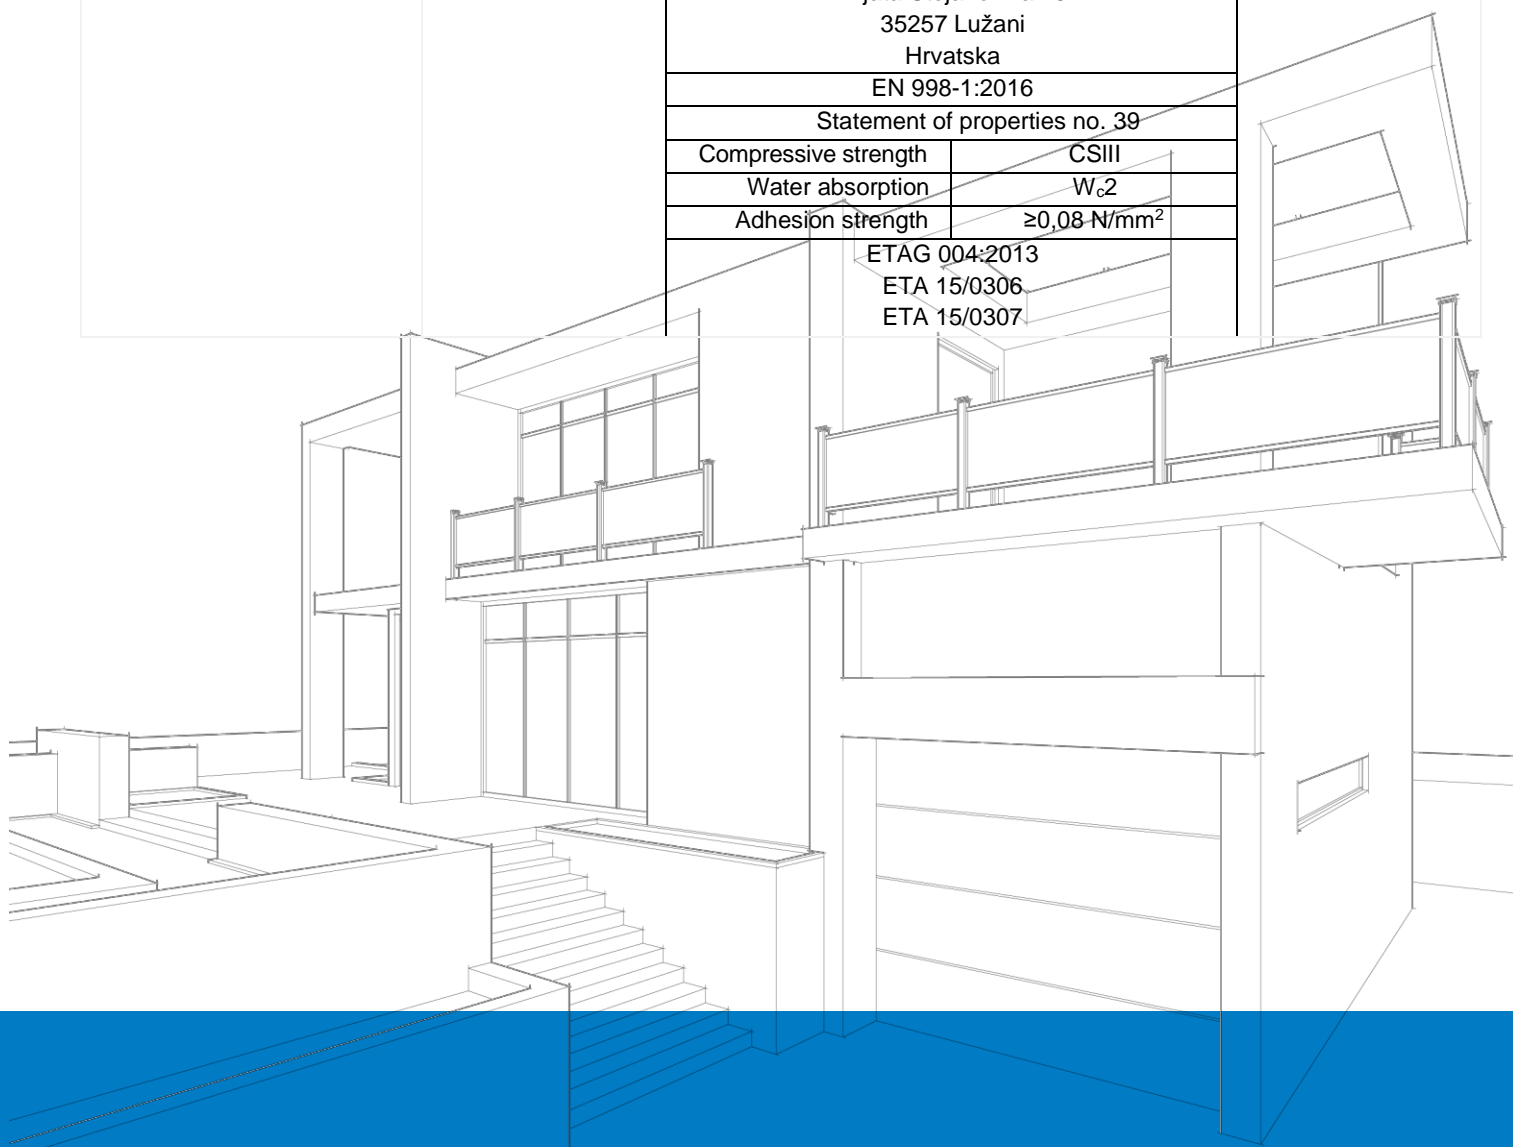 35257 Lužani
Hrvatska
EN 998-1:2016
Statement of properties no. 39
Compressive strength CSIII
Water absorption Wc2
Adhesion strength ≥0,08 N/mm²
ETAG 004:2013
ETA 15/0306
ETA 15/0307